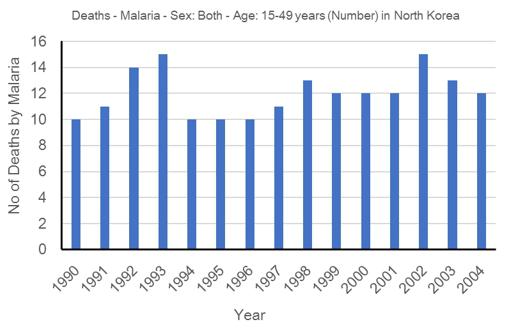 Deaths - Malaria - Sex: Both - Age: 15-49 years (Number) in North Korea
No of Deaths by Malaria
16
14
12
10
8
6
4
2
0
1990 1991 1992 1993 1994 1995 1996 1997 1998 1999 2000 2001 2002 2003 2004
Year